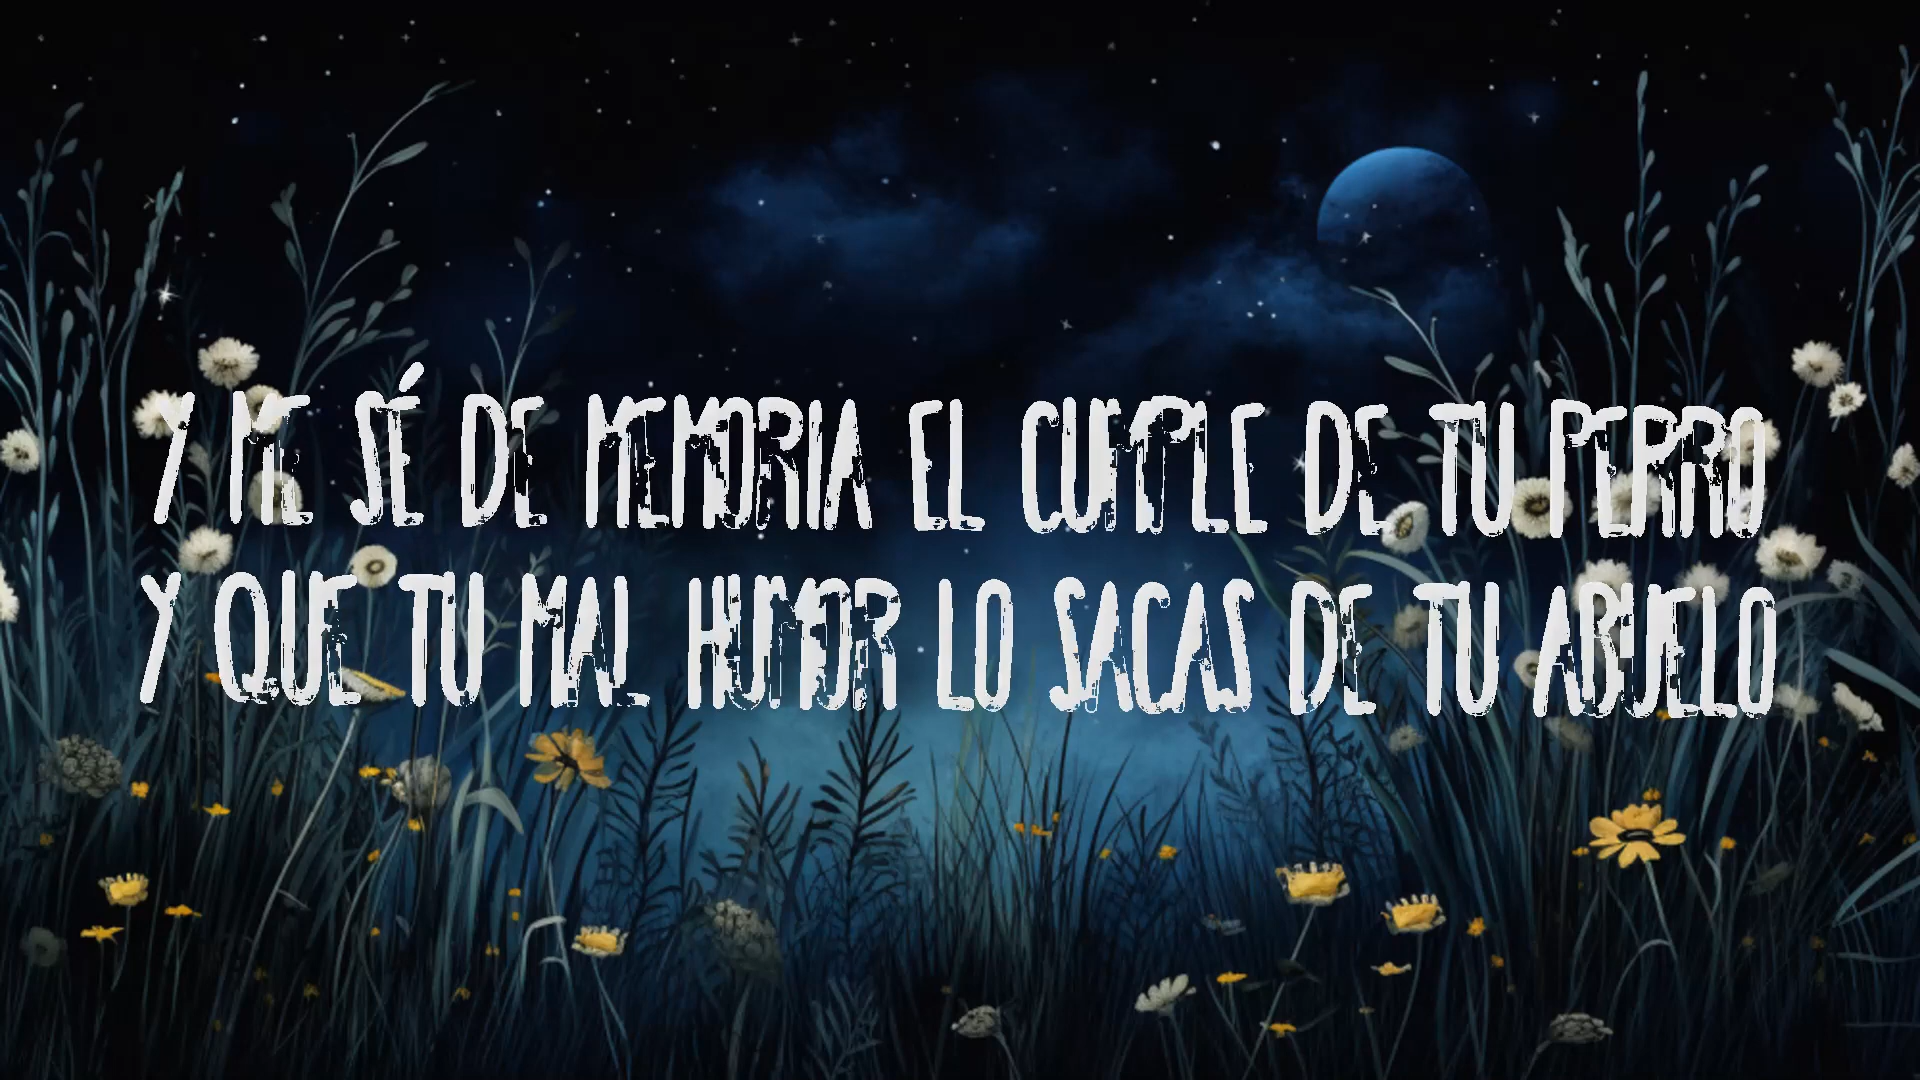 Y ME SÉ DE MEMORIA EL CUMPLE DE TU PERRO
Y QUE TU MAL HUMOR LO SACAS DE TU ABUELO